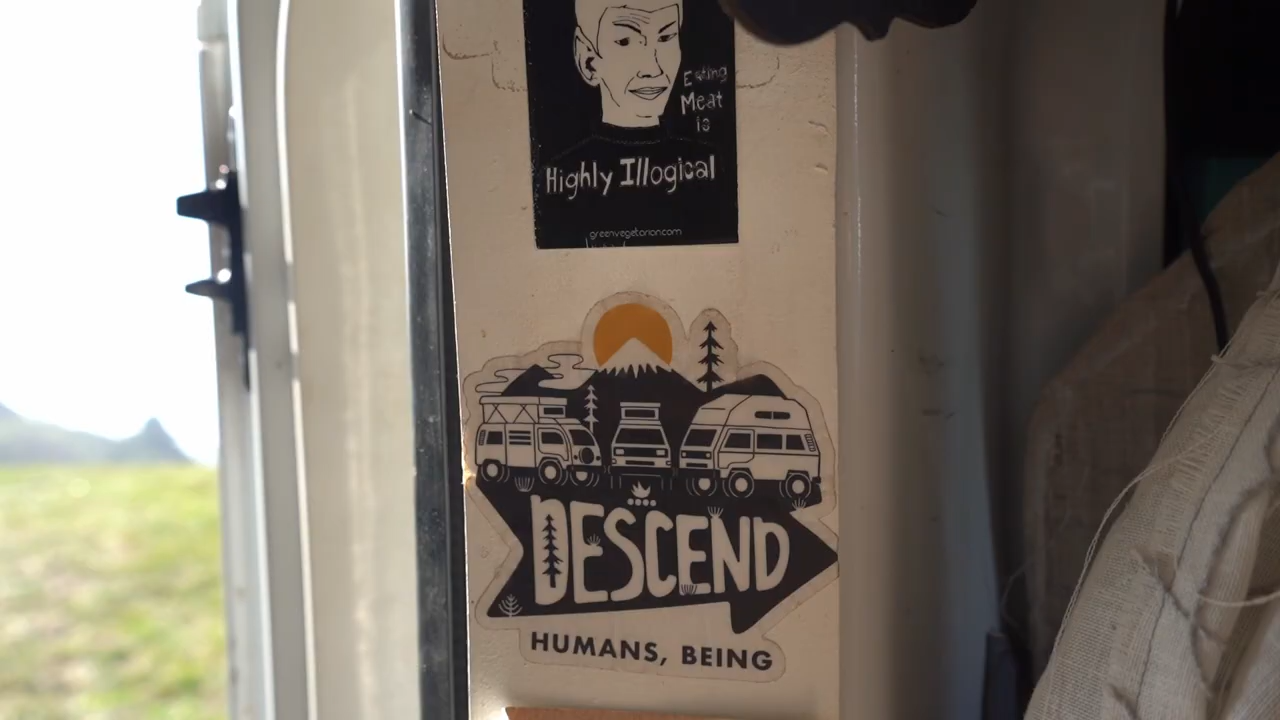 Eating
Meat
is
Highly Illogical
greenvegetarian.com
DESCEND
HUMANS, BEING